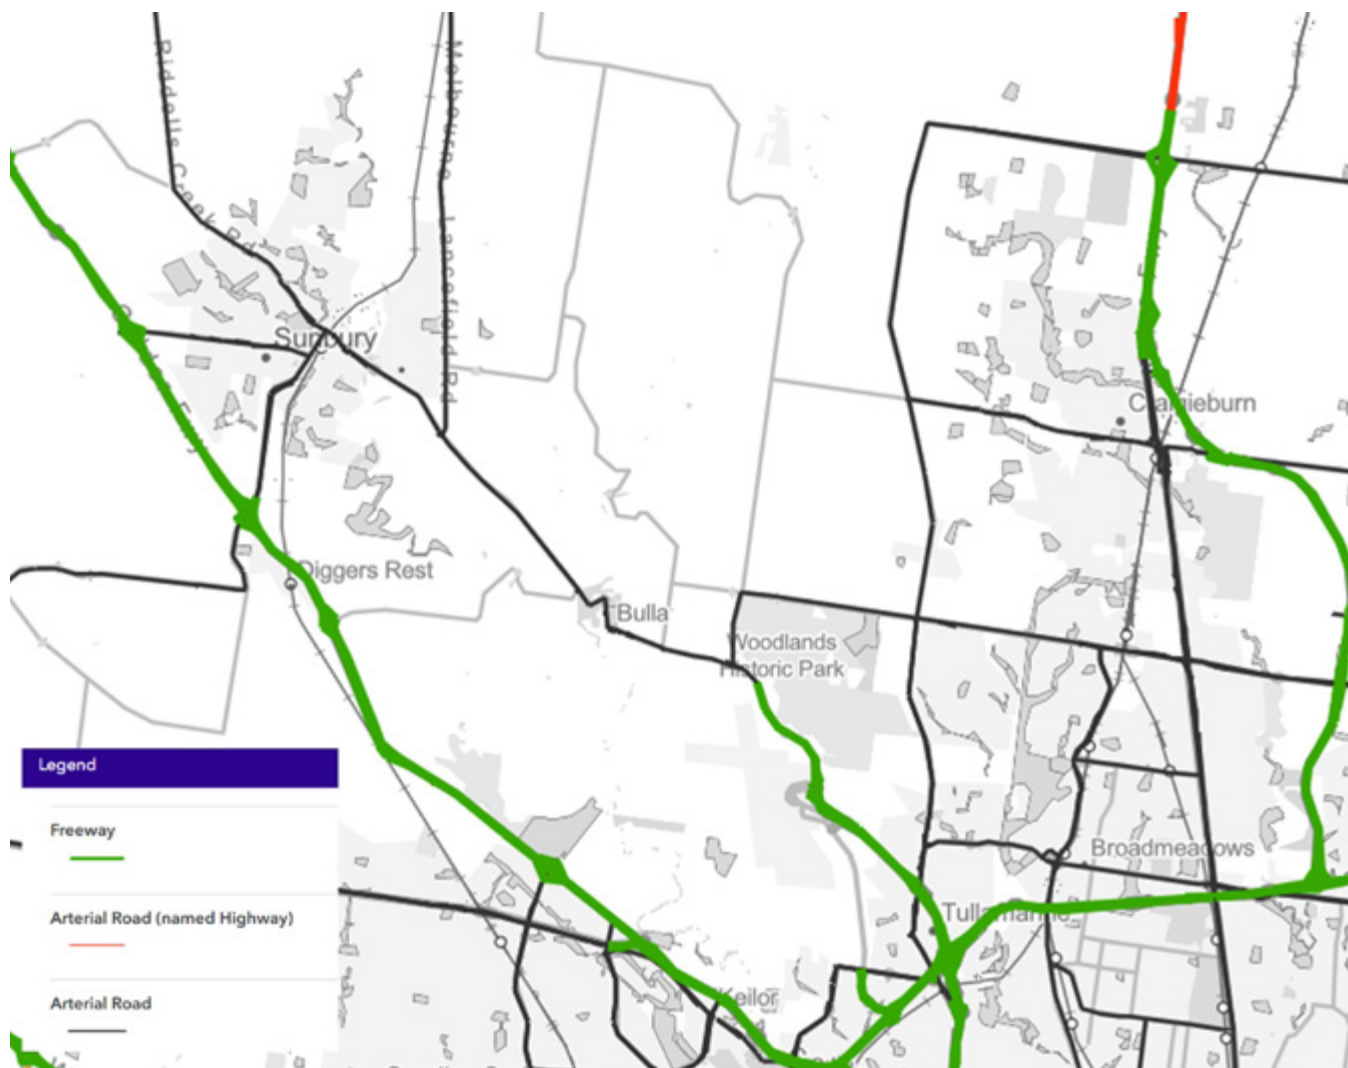 Riddells Creek Rd
Melbourne Lancefield Rd
Sunbury
Craigieburn
Diggers Rest
Bulla
Woodlands
Historic Park
Legend
Freeway
Arterial Road (named Highway)
Arterial Road
Broadmeadows
Tullamarine
Keilor